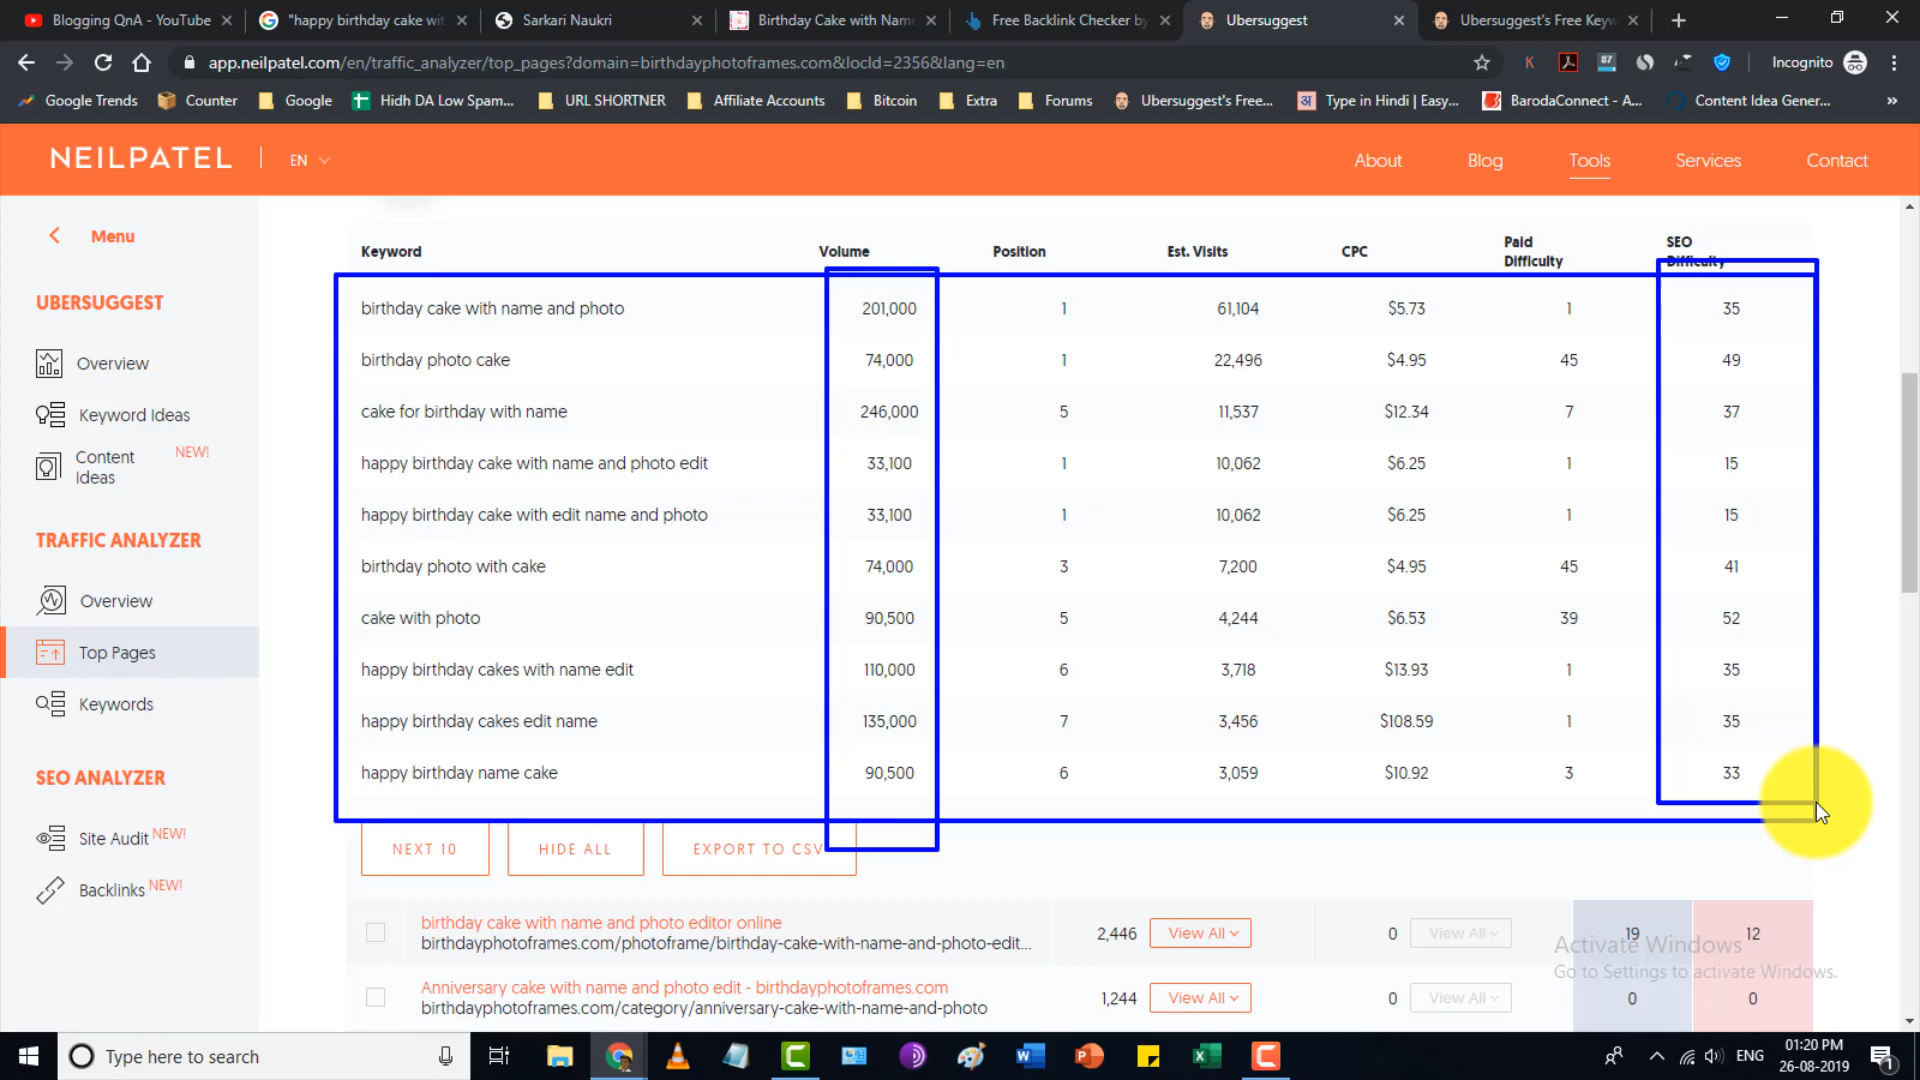 Blogging QnA - YouTube
"happy birthday cake wit
Sarkari Naukri
Birthday Cake with Nam
Free Backlink Checker by
Ubersuggest
Ubersuggest's Free Keyw
app.neilpatel.com/en/traffic_analyzer/top_pages?domain=birthdayphotoframes.com&locId=2356&lang=en
K
87
Incognito
Google Trends
Counter
Google
Hidh DA Low Spam...
URL SHORTNER
Affiliate Accounts
Bitcoin
Extra
Forums
Ubersuggest's Free...
Type in Hindi | Easy...
BarodaConnect - A...
Content Idea Gener...
»
NEILPATEL
EN
About
Blog
Tools
Services
Contact
Menu
UBERSUGGEST
Overview
Keyword Ideas
Content Ideas NEW!
TRAFFIC ANALYZER
Overview
Top Pages
Keywords
SEO ANALYZER
Site Audit NEW!
Backlinks NEW!
Keyword Volume Position Est. Visits CPC Paid Difficulty SEO Difficulty
birthday cake with name and photo 201,000 1 61,104 $5.73 1 35
birthday photo cake 74,000 1 22,496 $4.95 45 49
cake for birthday with name 246,000 5 11,537 $12.34 7 37
happy birthday cake with name and photo edit 33,100 1 10,062 $6.25 1 15
happy birthday cake with edit name and photo 33,100 1 10,062 $6.25 1 15
birthday photo with cake 74,000 3 7,200 $4.95 45 41
cake with photo 90,500 5 4,244 $6.53 39 52
happy birthday cakes with name edit 110,000 6 3,718 $13.93 1 35
happy birthday cakes edit name 135,000 7 3,456 $108.59 1 35
happy birthday name cake 90,500 6 3,059 $10.92 3 33
NEXT 10
HIDE ALL
EXPORT TO CSV
birthday cake with name and photo editor online
birthdayphotoframes.com/photoframe/birthday-cake-with-name-and-photo-edit...
2,446 View All 0 View All 19 12
Anniversary cake with name and photo edit - birthdayphotoframes.com
birthdayphotoframes.com/category/anniversary-cake-with-name-and-photo
1,244 View All 0 View All 0 0
Activate Windows
Go to Settings to activate Windows.
Type here to search
ENG
01:20 PM
26-08-2019
1